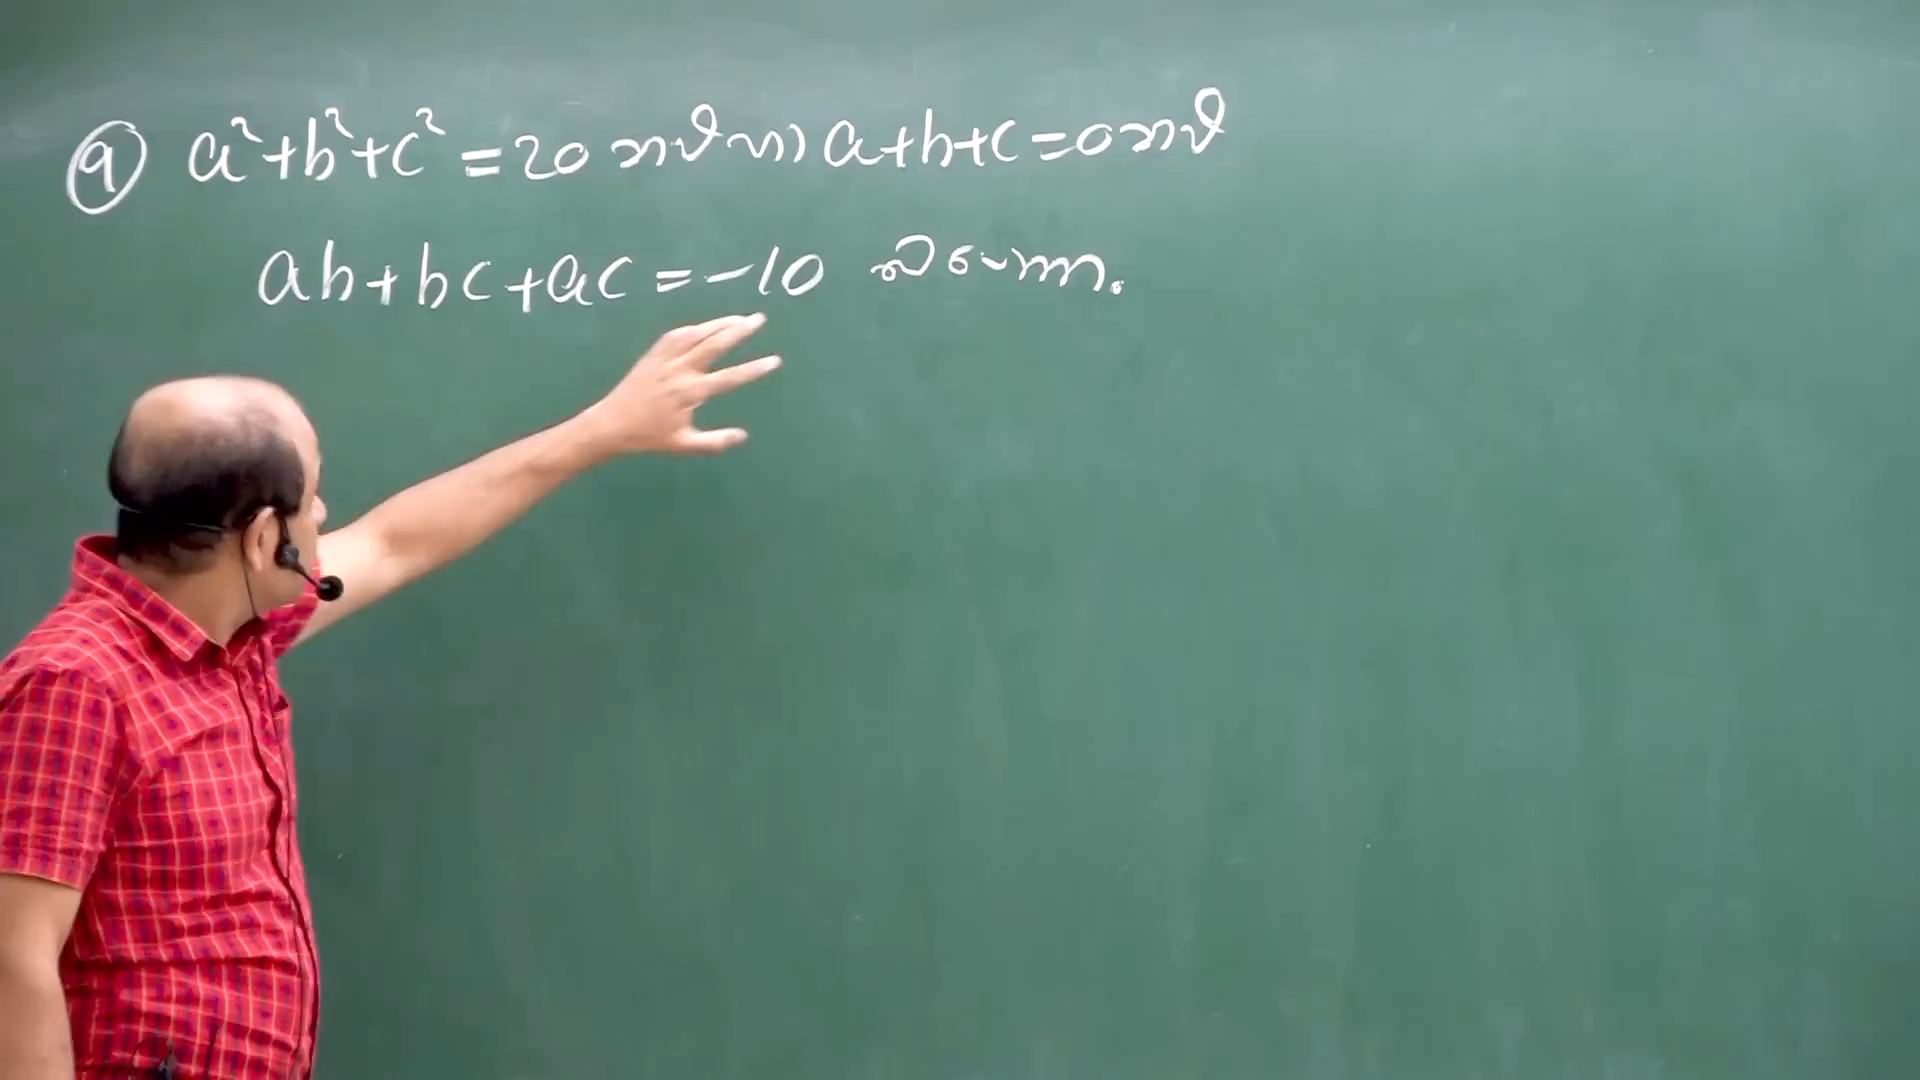 9 a²+b²+c² = 20 නම් හා a+b+c=0 නම්
ab+bc+ac = -10